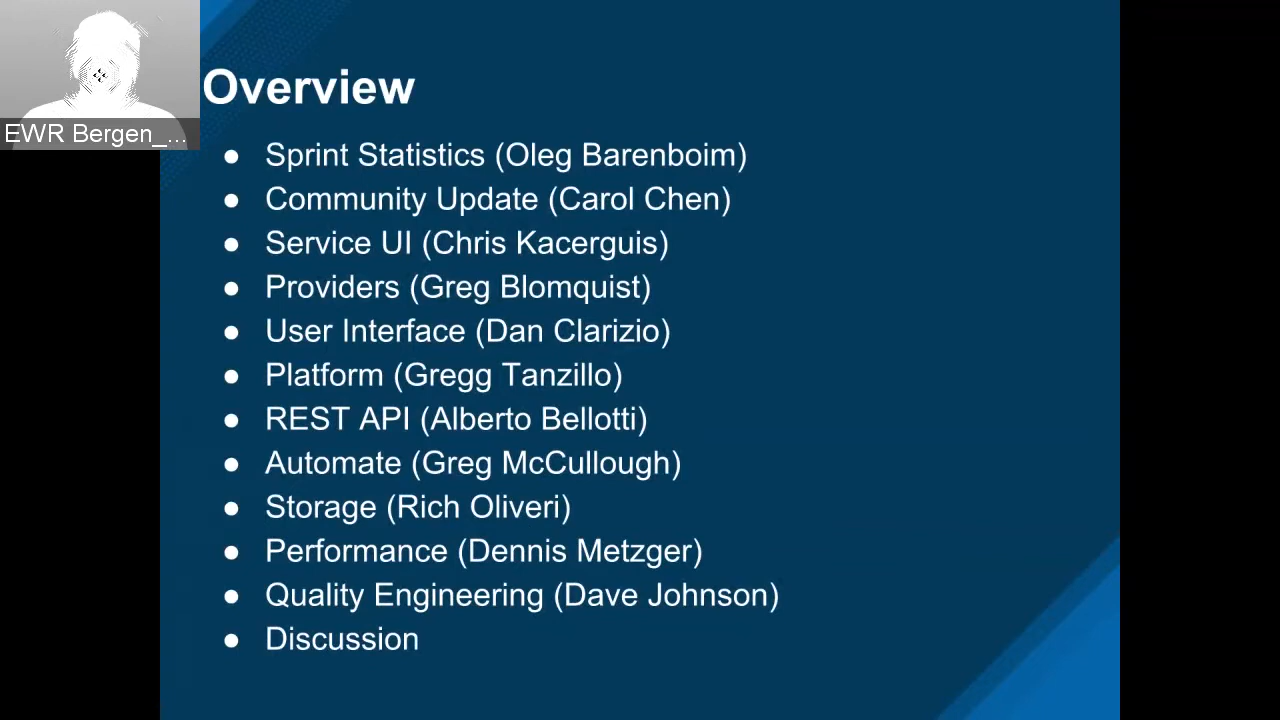 EWR Bergen_...
Overview
● Sprint Statistics (Oleg Barenboim)
● Community Update (Carol Chen)
● Service UI (Chris Kacerguis)
● Providers (Greg Blomquist)
● User Interface (Dan Clarizio)
● Platform (Gregg Tanzillo)
● REST API (Alberto Bellotti)
● Automate (Greg McCullough)
● Storage (Rich Oliveri)
● Performance (Dennis Metzger)
● Quality Engineering (Dave Johnson)
● Discussion